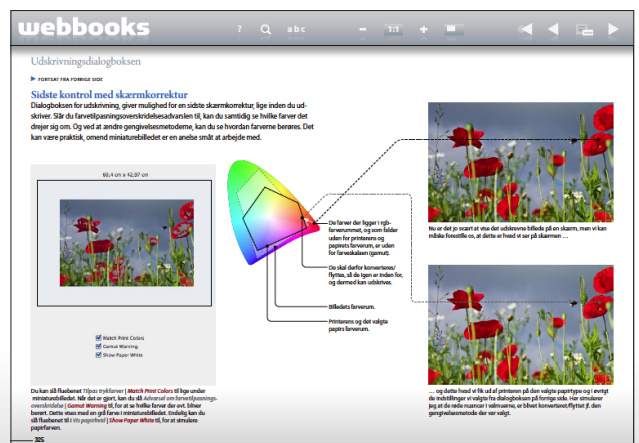 webbooks
? abc 1:1
Udskrivningsdialogboksen
FORTSAT FRA FORRIGE SIDE
Sidste kontrol med skærmkorrektur
Dialogboksen for udskrivning, giver mulighed for en sidste skærmkorrektur, lige inden du ud-
skriver. Slår du farvetilpasningsoverskridelsesadvarslen til, kan du samtidig se hvilke farver det
drejer sig om. Og ved at ændre gengivelsesmetoderne, kan du se hvordan farverne berøres. Det
kan være praktisk, omend miniaturebilledet er en anelse småt at arbejde med.
60,4 cm x 42,97 cm
Match Print Colors
Gamut Warning
Show Paper White
Du kan slå fluebenet Tilpas trykfarver | Match Print Colors til lige under
miniaturebilledet. Når det er gjort, kan du slå Advarsel om farvetilpasnings-
overskridelse | Gamut Warning til, for at se hvilke farver der evt. bliver
berørt. Dette vises med en grå farve i miniaturebilledet. Endelig kan du
slå fluebenet til i Vis papirhvid | Show Paper White til, for at simulere
papirfarven.
De farver der ligger i rgb-
farverummet, og som falder
uden for printerens og
papirets farverum, er uden
for farveskalaen (gamut).
De skal derfor konverteres/
flyttes, så de igen er inden for,
og dermed kan udskrives.
Billedets farverum.
Printerens og det valgte
papirs farverum.
Nu er det jo svært at vise det udskrevne billede på en skærm, men vi kan
måske forestille os, at dette er hvad vi ser på skærmen ...
... og dette hvad vi fik ud af printeren på den valgte papirtype og i øvrigt
de indstillinger vi valgte fra dialogboksen på forrige side. Her simulerer
jeg at de røde nuancer i valmuerne, er blivet konverteret/flyttet jf. den
gengivelsesmetode der var valgt.
325